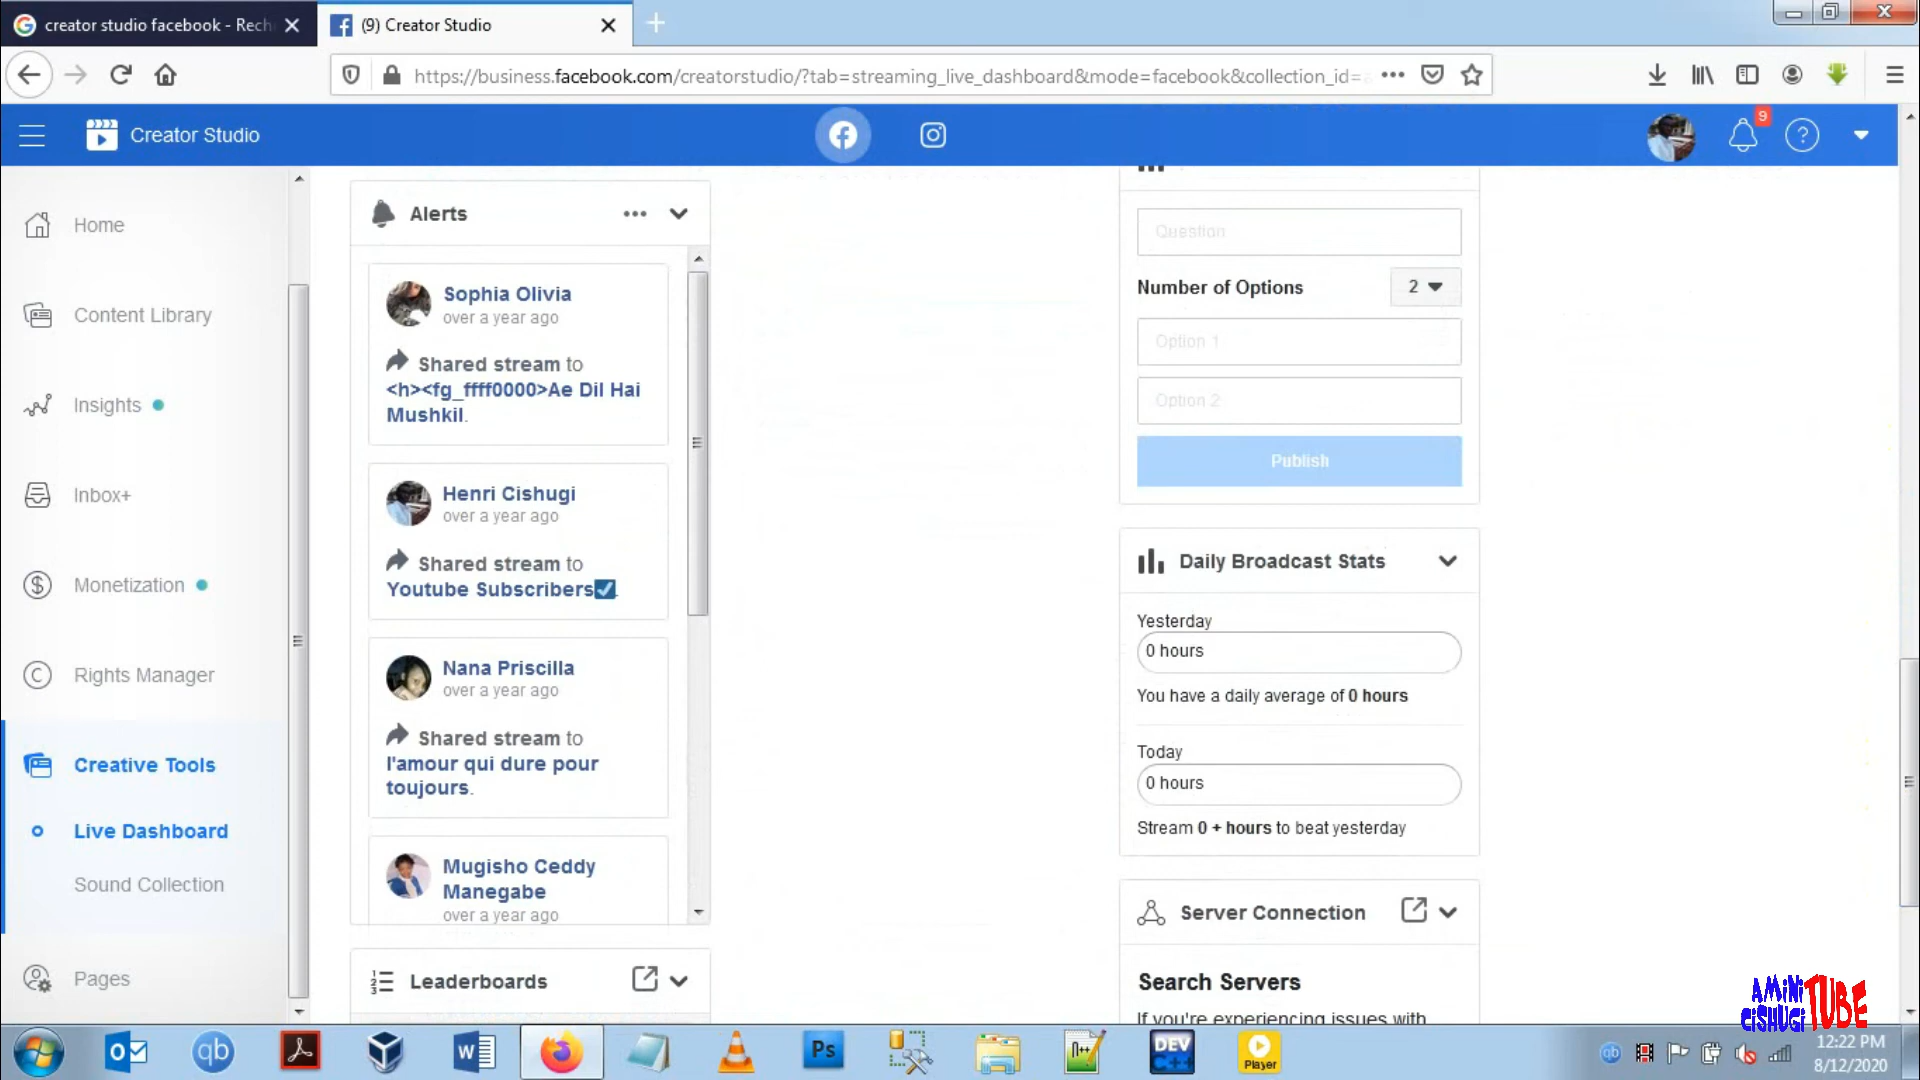 creator studio facebook - Rech
(9) Creator Studio
https://business.facebook.com/creatorstudio/?tab=streaming_live_dashboard&mode=facebook&collection_id=
Creator Studio
9
Home
Content Library
Insights
Inbox+
Monetization
Rights Manager
Creative Tools
Live Dashboard
Sound Collection
Pages
Alerts
Sophia Olivia
over a year ago
Shared stream to
<h><fg_ffff0000>Ae Dil Hai
Mushkil.
Henri Cishugi
over a year ago
Shared stream to
Youtube Subscribers☑.
Nana Priscilla
over a year ago
Shared stream to
l'amour qui dure pour
toujours.
Mugisho Ceddy
Manegabe
over a year ago
Leaderboards
Question
Number of Options
2
Option 1
Option 2
Publish
Daily Broadcast Stats
Yesterday
0 hours
You have a daily average of 0 hours
Today
0 hours
Stream 0 + hours to beat yesterday
Server Connection
Search Servers
If you're experiencing issues with
AMiNi TUBE
CiSHUGi
Ps
DEV
C++
Player
12:22 PM
8/12/2020